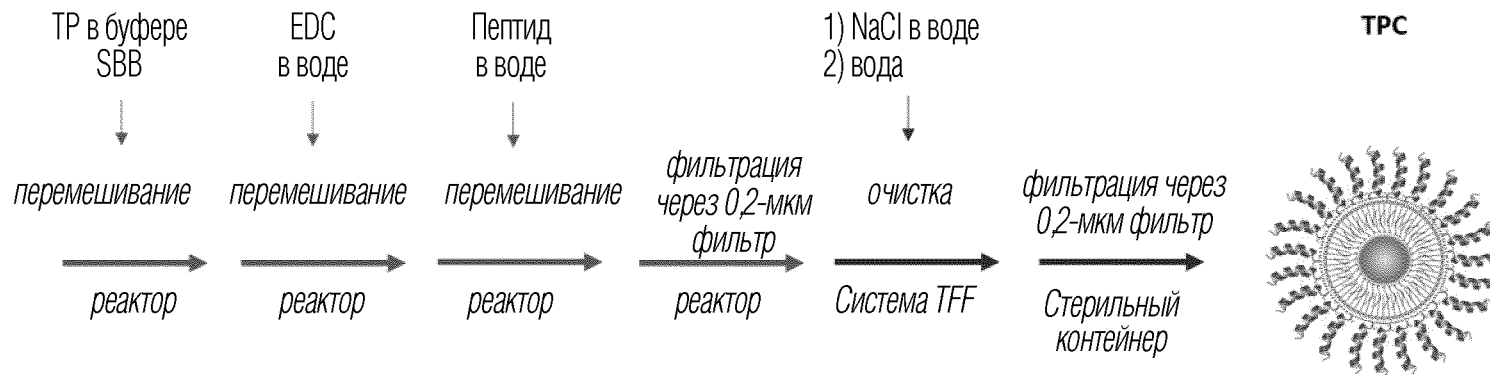 TP в буфере
SBB
EDC
в воде
Пептид
в воде
1) NaCl в воде
2) вода
TPC
перемешивание
перемешивание
перемешивание
фильтрация
через 0,2-мкм
фильтр
очистка
фильтрация через
0,2-мкм фильтр
реактор
реактор
реактор
реактор
Система TFF
Стерильный
контейнер